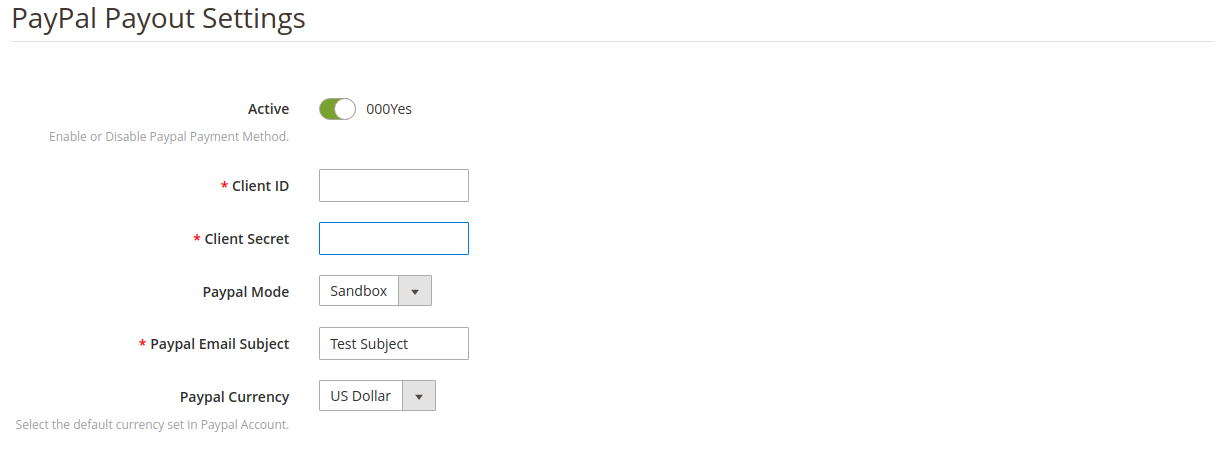 PayPal Payout Settings
Active 000Yes
Enable or Disable Paypal Payment Method.
* Client ID
* Client Secret
Paypal Mode Sandbox
* Paypal Email Subject Test Subject
Paypal Currency US Dollar
Select the default currency set in Paypal Account.